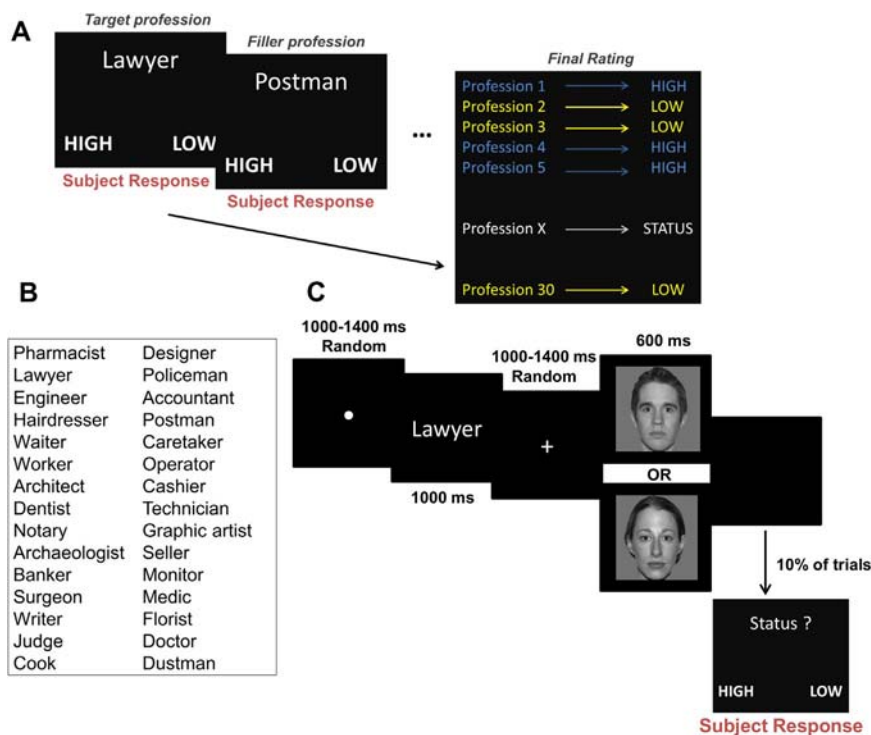 A
Target profession
Lawyer
HIGH LOW
Subject Response
Filler profession
Postman
HIGH LOW
Subject Response
...
Final Rating
Profession 1 HIGH
Profession 2 LOW
Profession 3 LOW
Profession 4 HIGH
Profession 5 HIGH
Profession X STATUS
Profession 30 LOW
B
Pharmacist Designer
Lawyer Policeman
Engineer Accountant
Hairdresser Postman
Waiter Caretaker
Worker Operator
Architect Cashier
Dentist Technician
Notary Graphic artist
Archaeologist Seller
Banker Monitor
Surgeon Medic
Writer Florist
Judge Doctor
Cook Dustman
C
1000-1400 ms
Random
Lawyer
1000 ms
1000-1400 ms
Random
+
600 ms
OR
10% of trials
Status ?
HIGH LOW
Subject Response